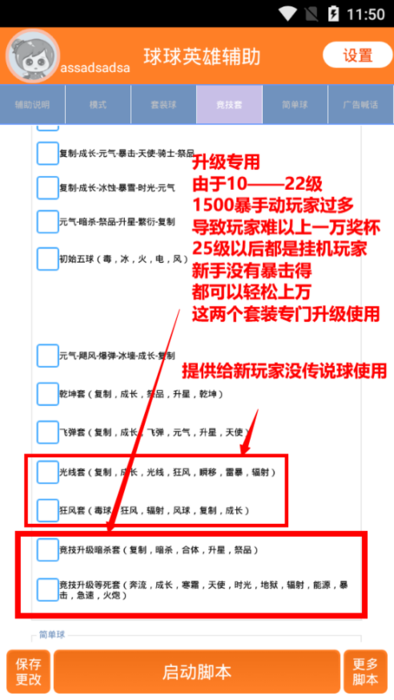 11:50
assadsadsa
球球英雄辅助
设置
辅助说明 模式 套装球 竞技套 简单球 广告喊话
复制-成长-元气-暴击-天使-骑士-祭品
复制-成长-冰蚀-暴雪-时光-元气
元气-暗杀-祭品-升星-繁衍-复制
初始五球（毒，冰，火，电，风）
升级专用
由于10——22级
1500暴手动玩家过多
导致玩家难以上一万奖杯
25级以后都是挂机玩家
新手没有暴击得
都可以轻松上万
这两个套装专门升级使用
元气-飓风-爆弹-冰墙-成长-复制
提供给新玩家没传说球使用
乾坤套（复制，成长，祭品，升星，乾坤）
飞弹套（复制，成长，飞弹，元气，升星，天使）
光线套（复制，成长，光线，狂风，瞬移，雷暴，辐射）
狂风套（毒球，狂风，辐射，风球，复制，成长）
竞技升级暗杀套（复制，暗杀，合体，升星，祭品）
竞技升级等死套（奔流，成长，寒霜，天使，时光，地狱，辐射，能源，暴
击，急速，火炮）
简单球
保存
更改
启动脚本
更多
脚本